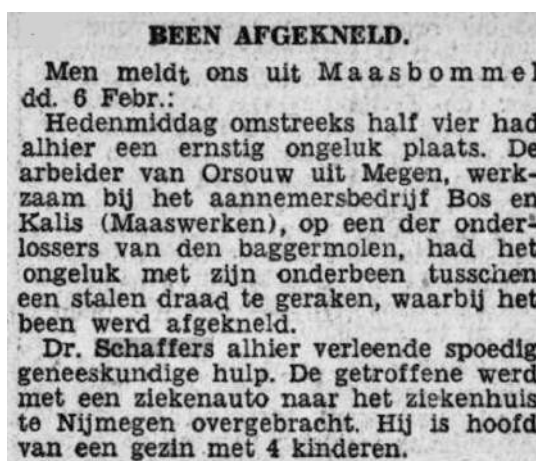 BEEN AFGEKNELD.
Men meldt ons uit Maasbommel
dd. 6 Febr.:
Hedenmiddag omstreeks half vier had
alhier een ernstig ongeluk plaats. De
arbeider van Orsouw uit Megen, werk-
zaam bij het aannemersbedrijf Bos en
Kalis (Maaswerken), op een der onder-
lossers van den baggermolen, had het
ongeluk met zijn onderbeen tusschen
een stalen draad te geraken, waarbij het
been werd afgekneld.
Dr. Schaffers alhier verleende spoedig
geneeskundige hulp. De getroffene werd
met een ziekenauto naar het ziekenhuis
te Nijmegen overgebracht. Hij is hoofd
van een gezin met 4 kinderen.